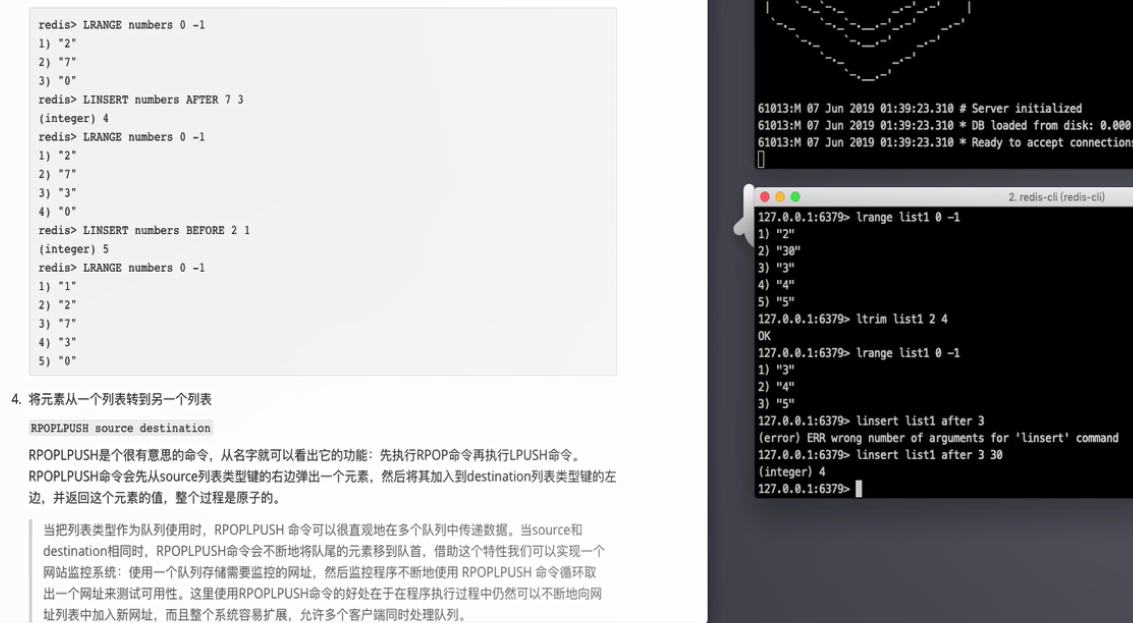 redis> LRANGE numbers 0 -1
1) "2"
2) "7"
3) "0"
redis> LINSERT numbers AFTER 7 3
(integer) 4
redis> LRANGE numbers 0 -1
1) "2"
2) "7"
3) "3"
4) "0"
redis> LINSERT numbers BEFORE 2 1
(integer) 5
redis> LRANGE numbers 0 -1
1) "1"
2) "2"
3) "7"
4) "3"
5) "0"
4. 将元素从一个列表转到另一个列表
RPOPLPUSH source destination
RPOPLPUSH是个很有意思的命令，从名字就可以看出它的功能：先执行RPOP命令再执行LPUSH命令。
RPOPLPUSH命令会先从source列表类型键的右边弹出一个元素，然后将其加入到destination列表类型键的左
边，并返回这个元素的值，整个过程是原子的。
当把列表类型作为队列使用时，RPOPLPUSH 命令可以很直观地在多个队列中传递数据。当source和
destination相同时，RPOPLPUSH命令会不断地将队尾的元素移到队首，借助这个特性我们可以实现一个
网站监控系统：使用一个队列存储需要监控的网址，然后监控程序不断地使用 RPOPLPUSH 命令循环取
出一个网址来测试可用性。这里使用RPOPLPUSH命令的好处在于在程序执行过程中仍然可以不断地向网
址列表中加入新网址，而且整个系统容易扩展，允许多个客户端同时处理队列。
61013:M 07 Jun 2019 01:39:23.310 # Server initialized
61013:M 07 Jun 2019 01:39:23.310 * DB loaded from disk: 0.000
61013:M 07 Jun 2019 01:39:23.310 * Ready to accept connections
2. redis-cli (redis-cli)
127.0.0.1:6379> lrange list1 0 -1
1) "2"
2) "30"
3) "3"
4) "4"
5) "5"
127.0.0.1:6379> ltrim list1 2 4
OK
127.0.0.1:6379> lrange list1 0 -1
1) "3"
2) "4"
3) "5"
127.0.0.1:6379> linsert list1 after 3
(error) ERR wrong number of arguments for 'linsert' command
127.0.0.1:6379> linsert list1 after 3 30
(integer) 4
127.0.0.1:6379>